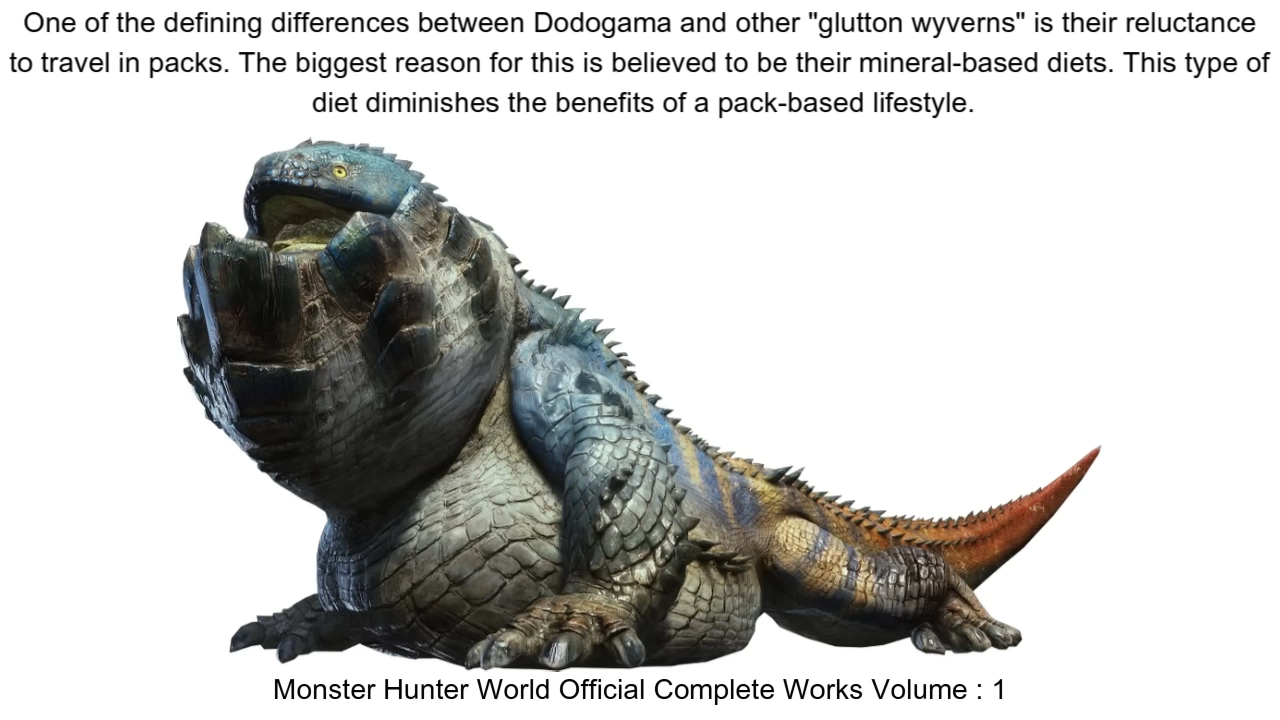 One of the defining differences between Dodogama and other "glutton wyverns" is their reluctance
to travel in packs. The biggest reason for this is believed to be their mineral-based diets. This type of
diet diminishes the benefits of a pack-based lifestyle.
Monster Hunter World Official Complete Works Volume : 1